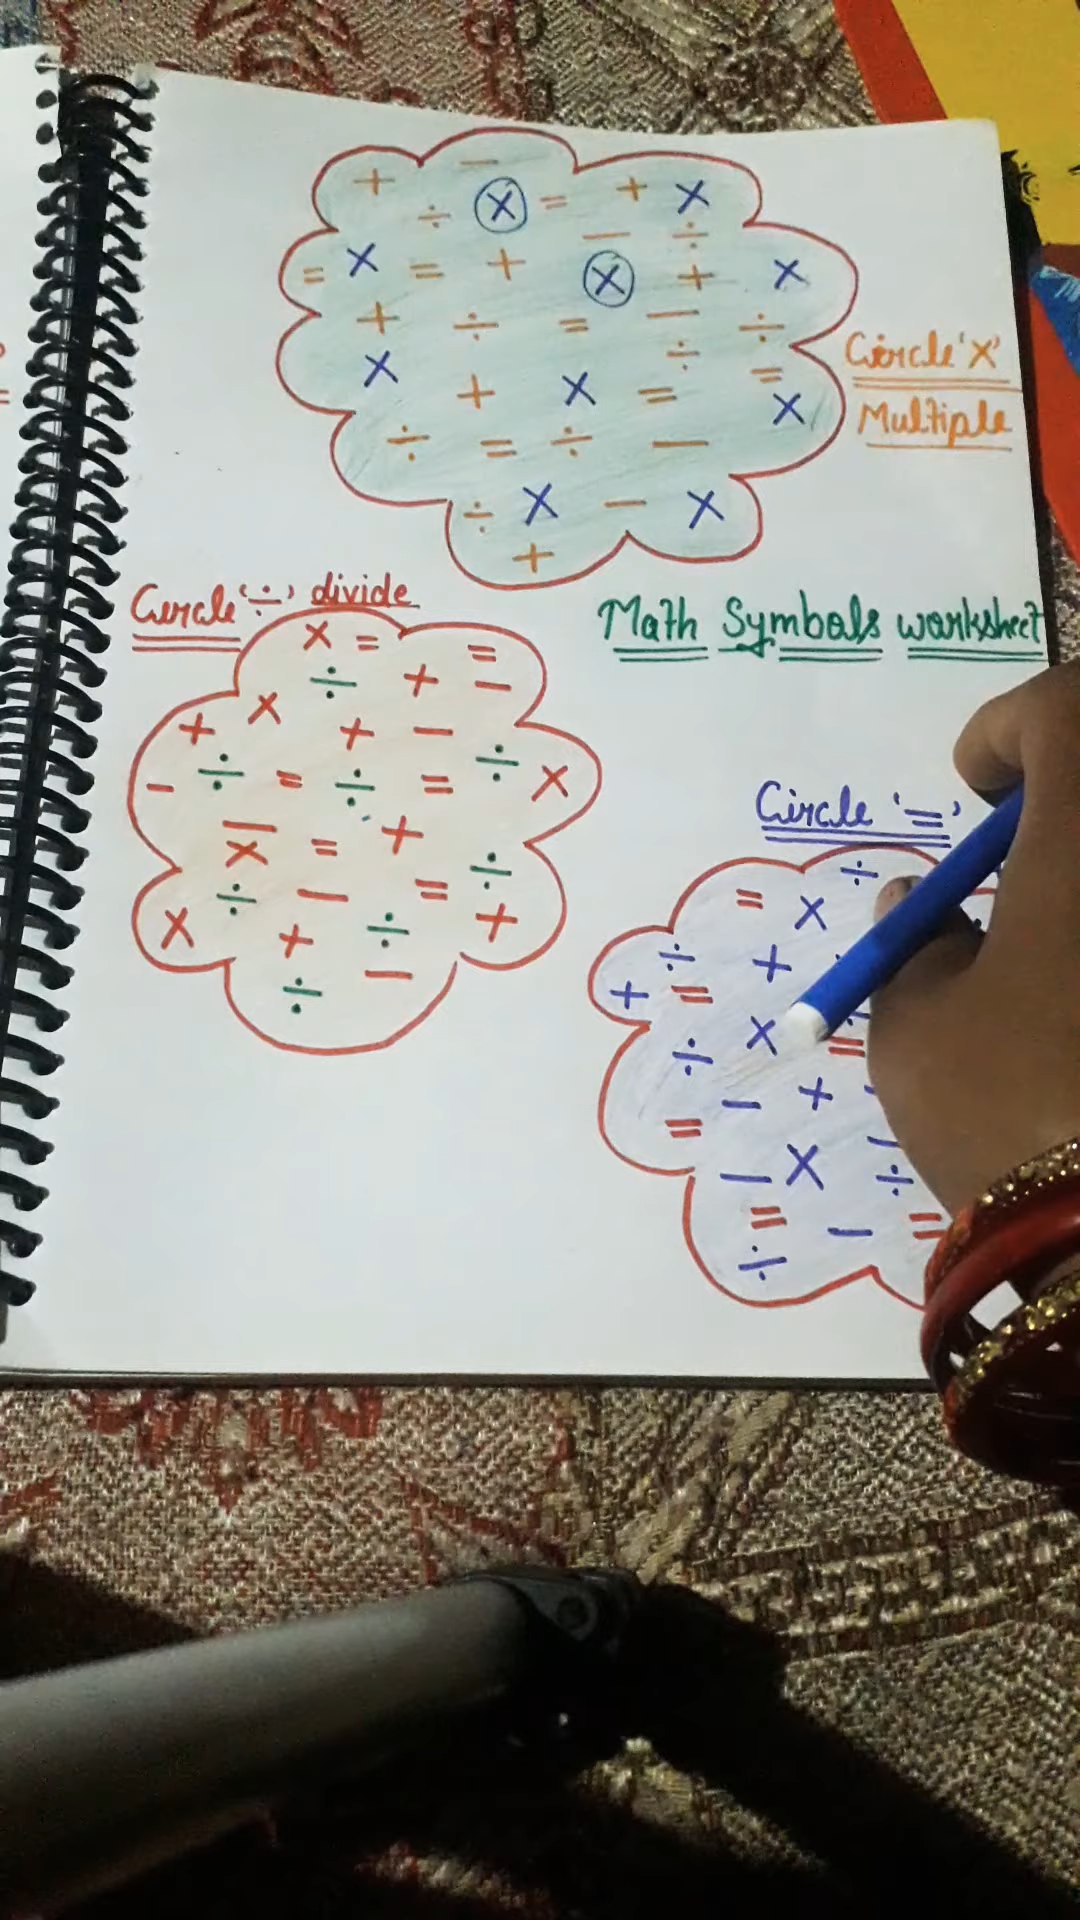 + −
÷ × = + ×
− ÷
= × = + × + ×
+ ÷ = − ÷
÷
× + × = =
×
÷ = ÷ −
÷ × − ×
+
Circle '×'
Multiple
Circle '÷' divide
Math Symbols worksheet
× = =
÷ + −
+ × + − ÷
− ÷ = ÷ = ×
− +
× = ÷
÷ − =
× + ÷ +
÷ −
Circle '='
÷
= ×
÷ +
+ =
÷ × =
− +
= −
− × ÷
= − =
÷